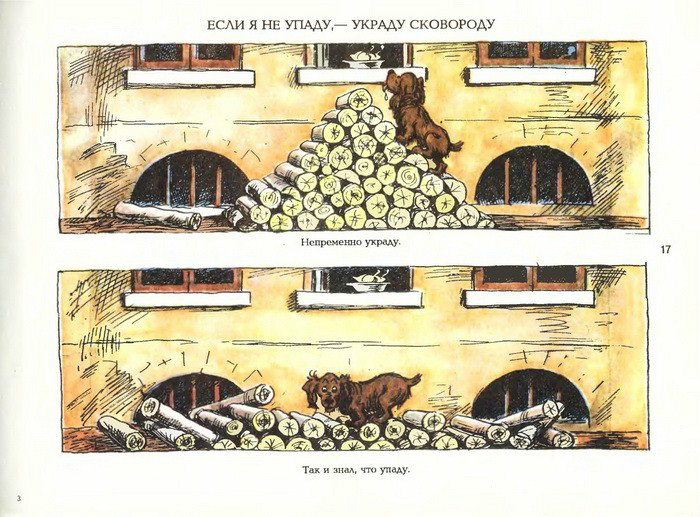 ЕСЛИ Я НЕ УПАДУ,— УКРАДУ СКОВОРОДУ
Непременно украду.
17
Так и знал, что упаду.
3